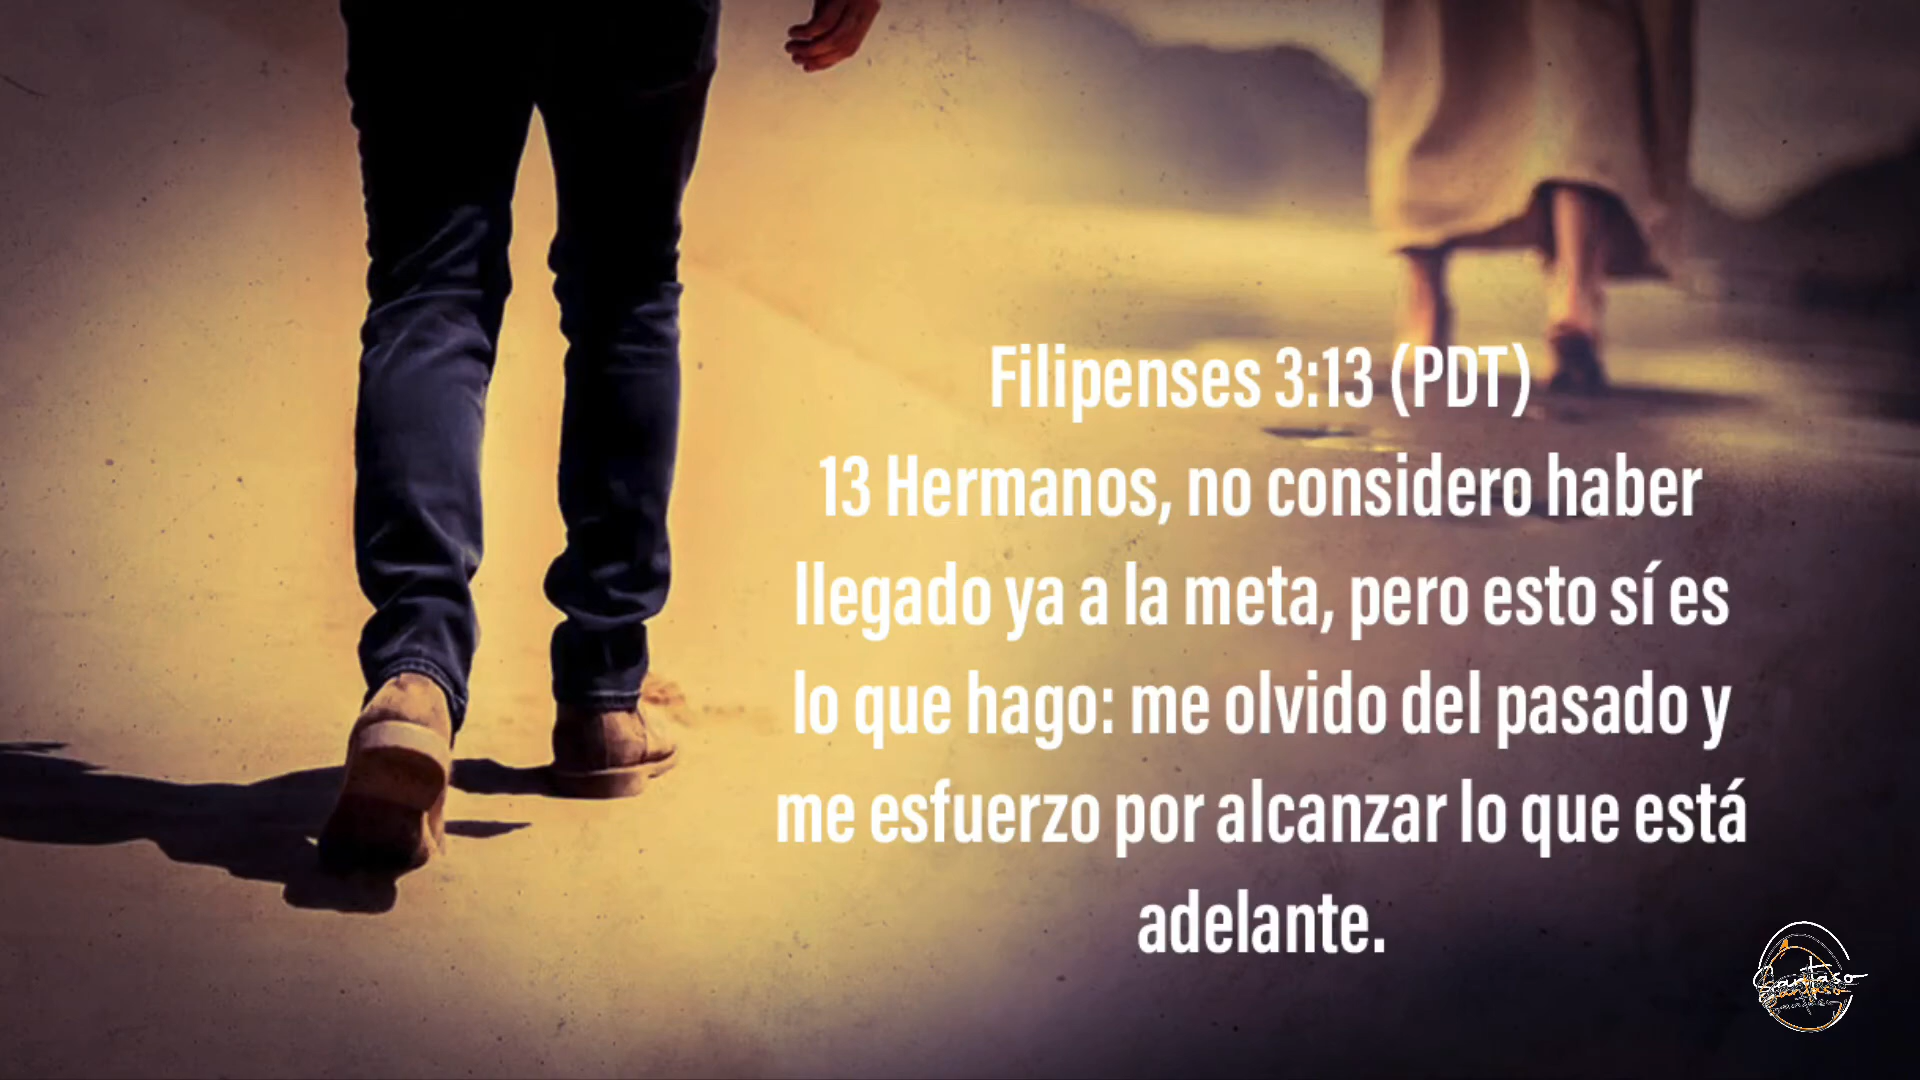 Filipenses 3:13 (PDT)
13 Hermanos, no considero haber
llegado ya a la meta, pero esto sí es
lo que hago: me olvido del pasado y
me esfuerzo por alcanzar lo que está
adelante.